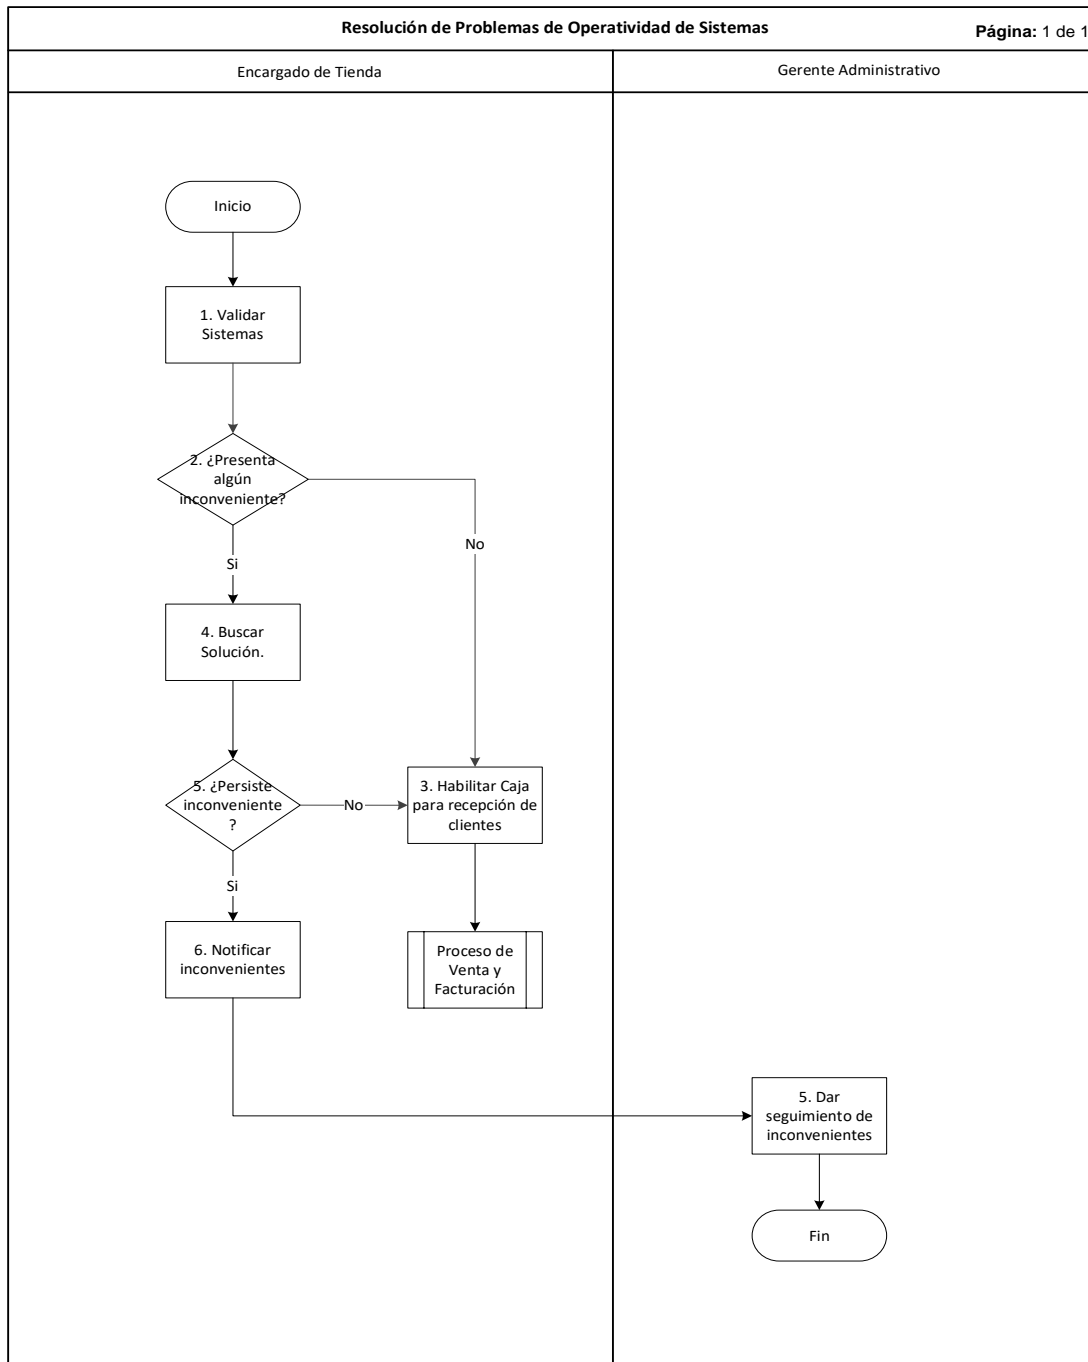 Resolución de Problemas de Operatividad de Sistemas
Página: 1 de 1
Encargado de Tienda
Gerente Administrativo
Inicio
1. Validar
Sistemas
2. ¿Presenta
algún
inconveniente?
No
Si
4. Buscar
Solución.
5. ¿Persiste
inconveniente
?
No
3. Habilitar Caja
para recepción de
clientes
Si
6. Notificar
inconvenientes
Proceso de
Venta y
Facturación
5. Dar
seguimiento de
inconvenientes
Fin